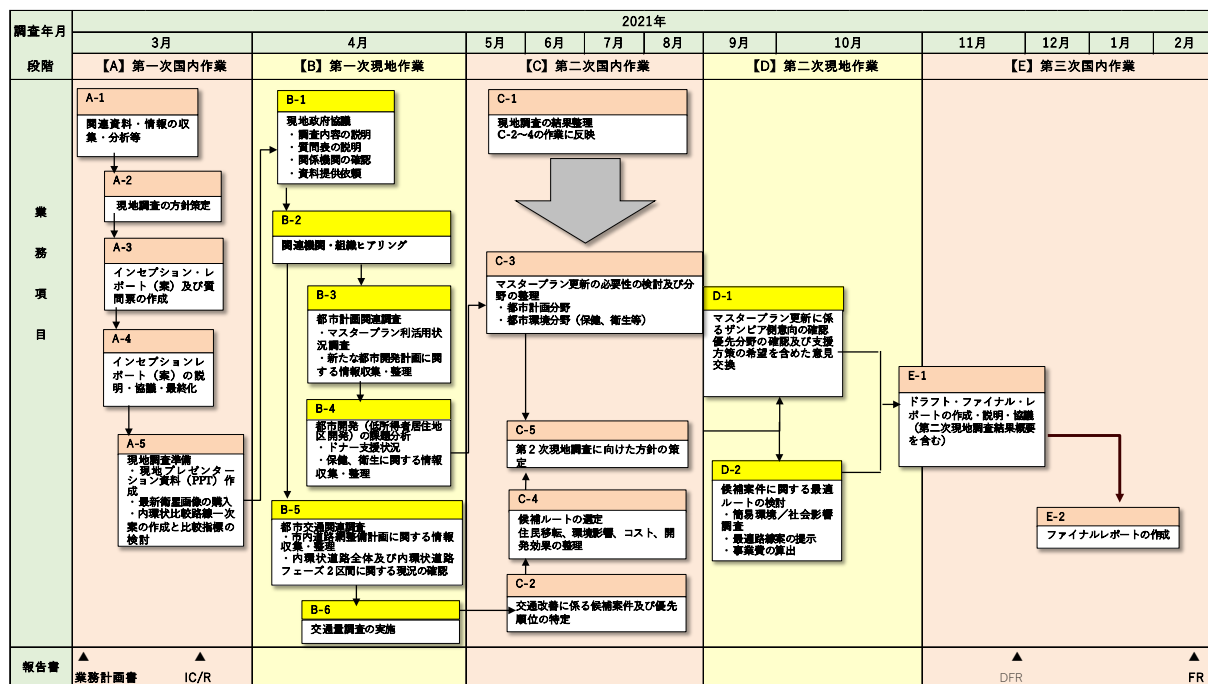 調査年月
2021年
3月
4月
5月
6月
7月
8月
9月
10月
11月
12月
1月
2月
段階
【A】第一次国内作業
【B】第一次現地作業
【C】第二次国内作業
【D】第二次現地作業
【E】第三次国内作業
業
務
項
目
A-1
関連資料・情報の収
集・分析等
A-2
現地調査の方針策定
A-3
インセプション・レ
ポート（案）及び質
問票の作成
A-4
インセプションレ
ポート（案）の説
明・協議・最終化
A-5
現地調査準備
・現地プレゼンテー
ション資料（PPT）作
成
・最新衛星画像の購入
・内環状比較路線一次
案の作成と比較指標の
検討
B-1
現地政府協議
・調査内容の説明
・質問表の説明
・関係機関の確認
・資料提供依頼
B-2
関連機関・組織ヒアリング
B-3
都市計画関連調査
・マスタープラン利活用状
況調査
・新たな都市開発計画に関
する情報収集・整理
B-4
都市開発（低所得者居住地
区開発）の課題分析
・ドナー支援状況
・保健、衛生に関する情報
収集・整理
B-5
都市交通関連調査
・市内道路網整備計画に関する情報
収集・整理
・内環状道路全体及び内環状道路
フェーズ２区間に関する現況の確認
B-6
交通量調査の実施
C-1
現地調査の結果整理
C-2～4の作業に反映
C-3
マスタープラン更新の必要性の検討及び分
野の整理
・都市計画分野
・都市環境分野（保健、衛生等）
C-5
第２次現地調査に向けた方針の策
定
C-4
候補ルートの選定
住民移転、環境影響、コスト、開
発効果の整理
C-2
交通改善に係る候補案件及び優先
順位の特定
D-1
マスタープラン更新に係
るザンビア側意向の確認
優先分野の確認及び支援
方策の希望を含めた意見
交換
D-2
候補案件に関する最適
ルートの検討
・簡易環境／社会影響
調査
・最適路線案の提示
・事業費の算出
E-1
ドラフト・ファイナル・レ
ポートの作成・説明・協議
（第二次現地調査結果概要
を含む）
E-2
ファイナルレポートの作成
報告書
業務計画書
IC/R
DFR
FR